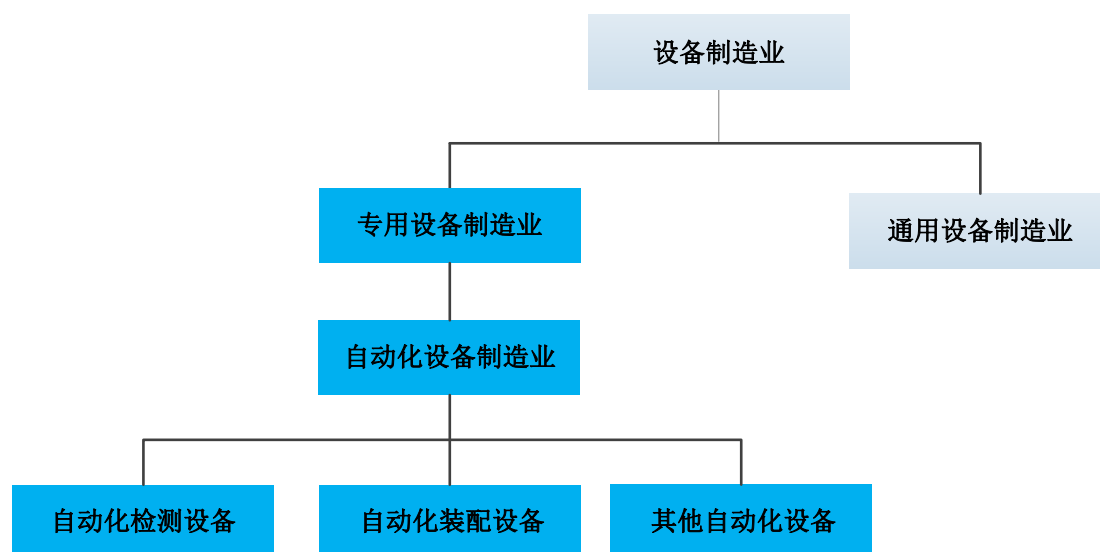 设备制造业
专用设备制造业
通用设备制造业
自动化设备制造业
自动化检测设备
自动化装配设备
其他自动化设备